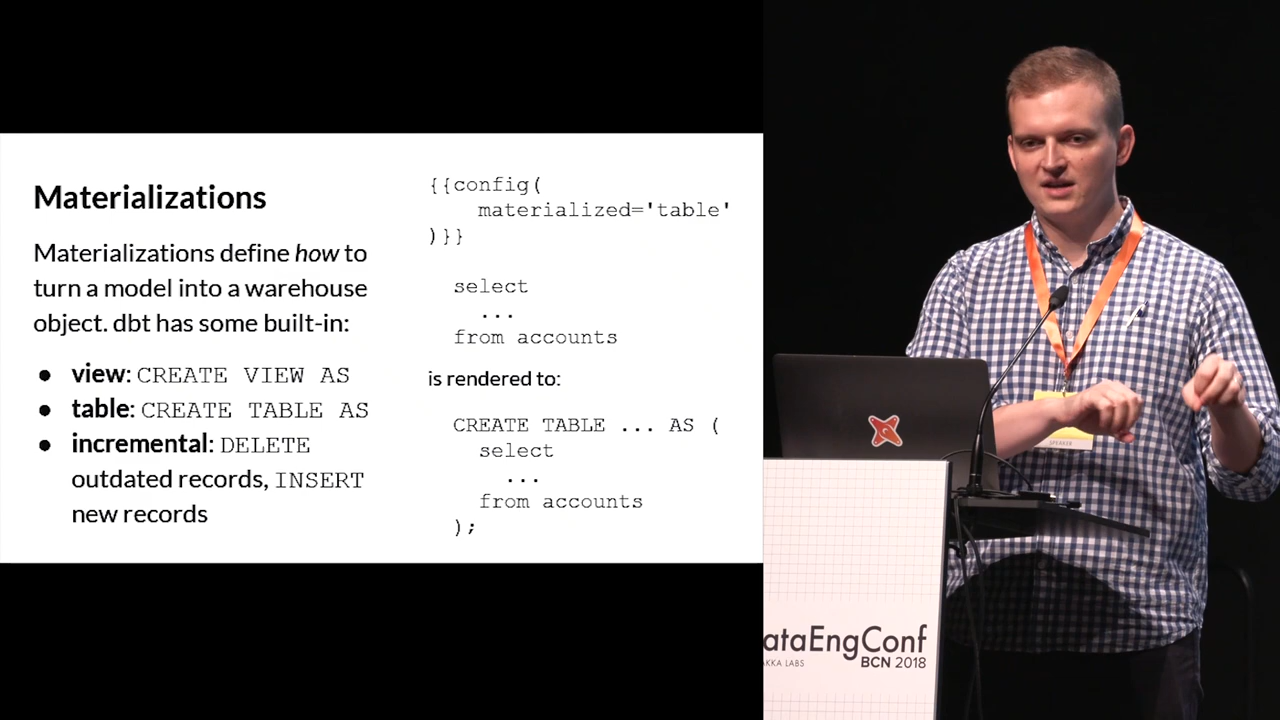 Materializations
Materializations define how to
turn a model into a warehouse
object. dbt has some built-in:
● view: CREATE VIEW AS
● table: CREATE TABLE AS
● incremental: DELETE
outdated records, INSERT
new records
{{config(
materialized='table'
)}}
select
...
from accounts
is rendered to:
CREATE TABLE ... AS (
select
...
from accounts
);
SPEAKER
ataEngConf
AKKA LABS
BCN 2018